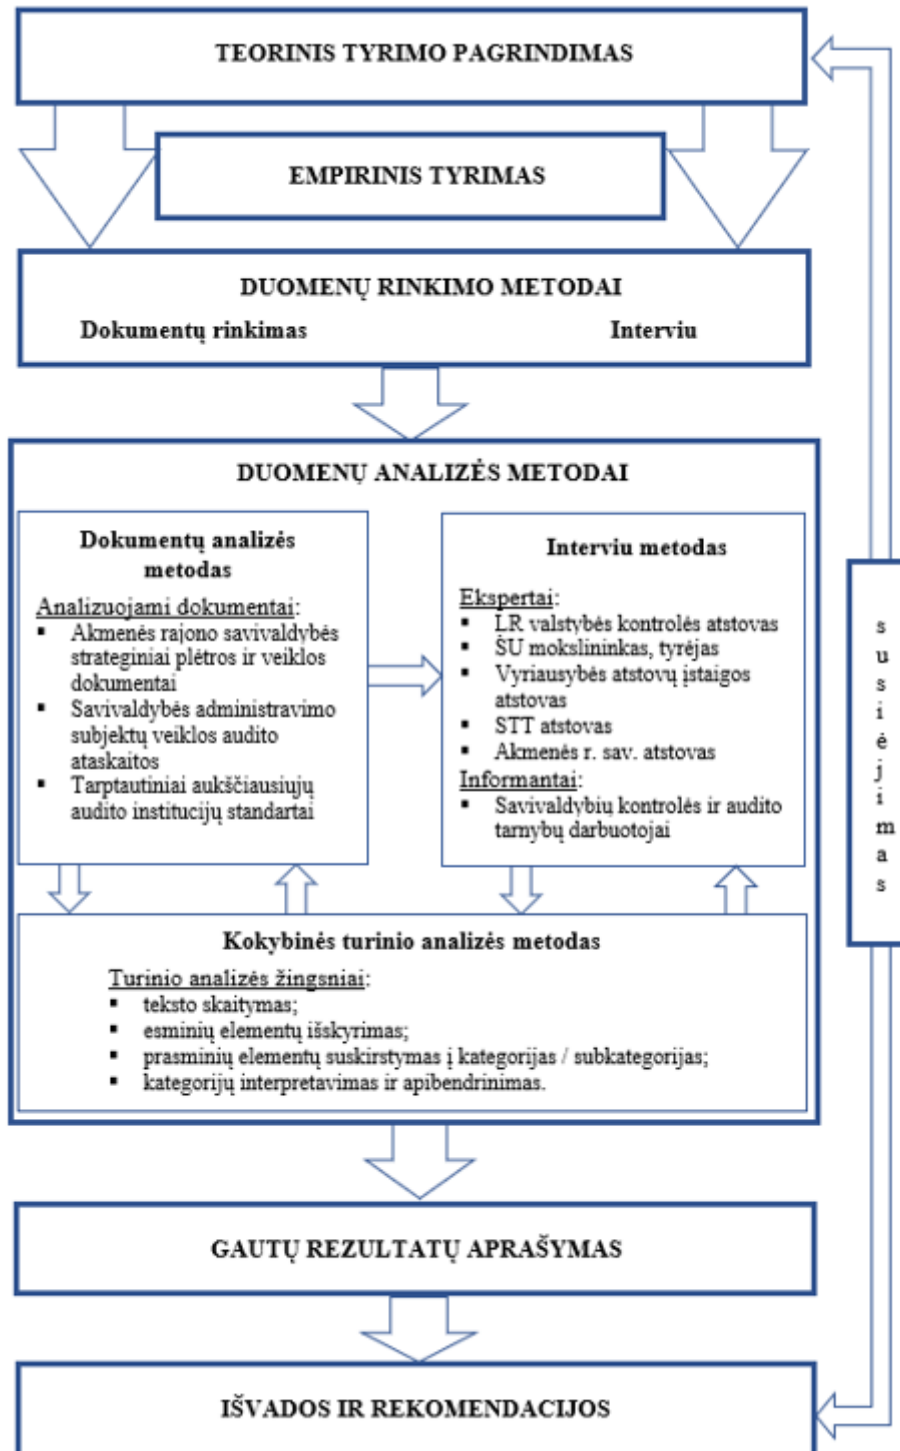 TEORINIS TYRIMO PAGRINDIMAS
EMPIRINIS TYRIMAS
DUOMENŲ RINKIMO METODAI
Dokumentų rinkimas
Interviu
DUOMENŲ ANALIZĖS METODAI
Dokumentų analizės
metodas
Analizuojami dokumentai:
▪ Akmenės rajono savivaldybės
strateginiai plėtros ir veiklos
dokumentai
▪ Savivaldybės administravimo
subjektų veiklos audito
ataskaitos
▪ Tarptautiniai aukščiausiųjų
audito institucijų standartai
Interviu metodas
Ekspertai:
▪ LR valstybės kontrolės atstovas
▪ ŠU mokslininkas, tyrėjas
▪ Vyriausybės atstovų įstaigos
atstovas
▪ STT atstovas
▪ Akmenės r. sav. atstovas
Informantai:
▪ Savivaldybių kontrolės ir audito
tarnybų darbuotojai
Kokybinės turinio analizės metodas
Turinio analizės žingsniai:
▪ teksto skaitymas;
▪ esminių elementų išskyrimas;
▪ prasminių elementų suskirstymas į kategorijas / subkategorijas;
▪ kategorijų interpretavimas ir apibendrinimas.
GAUTŲ REZULTATŲ APRAŠYMAS
IŠVADOS IR REKOMENDACIJOS
s
u
s
i
ė
j
i
m
a
s